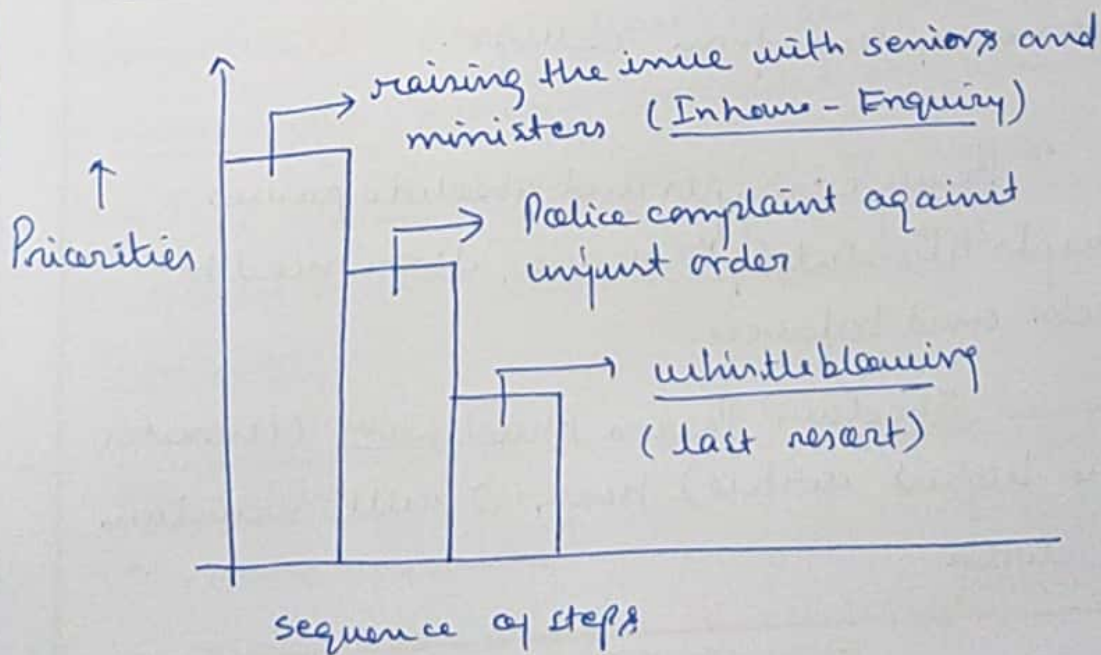 raising the issue with seniors and
ministers (Inhouse - Enquiry)
↑
Priorities
Police complaint against
unjust order
whistleblowing
(last resort)
sequence of steps